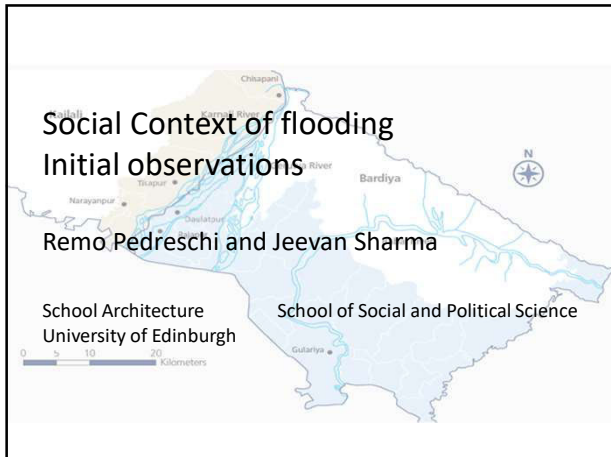 Chisapani
Kailali
Karnali River
Social Context of flooding
Initial observations
River
Bardiya
N
Tikapur
Narayanpur
Daulatpur
Rajapur
Remo Pedreschi and Jeevan Sharma
School Architecture School of Social and Political Science
University of Edinburgh
Gulariya
0 5 10 20
Kilometers